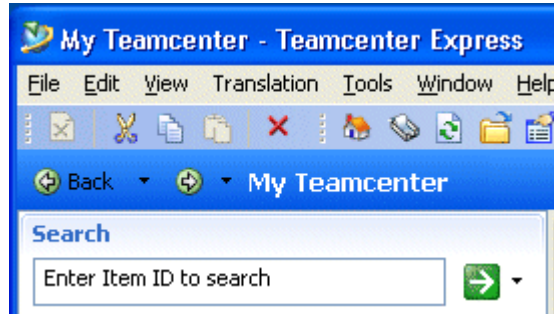 My Teamcenter - Teamcenter Express
File Edit View Translation Tools Window Help
Back My Teamcenter
Search
Enter Item ID to search